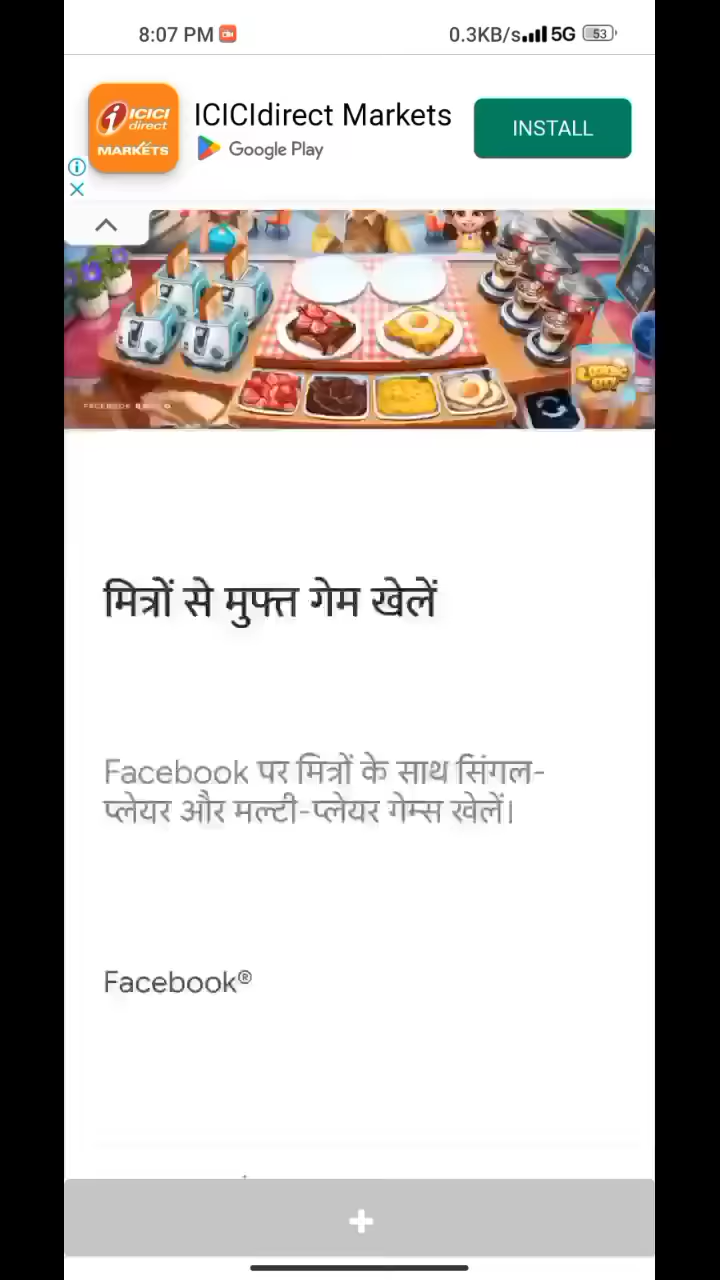 8:07 PM
0.3KB/s 5G 53
ICICI
direct
MARKETS
ICICIdirect Markets
Google Play
INSTALL
मित्रों से मुफ्त गेम खेलें
Facebook पर मित्रों के साथ सिंगल-
प्लेयर और मल्टी-प्लेयर गेम्स खेलें।
Facebook®